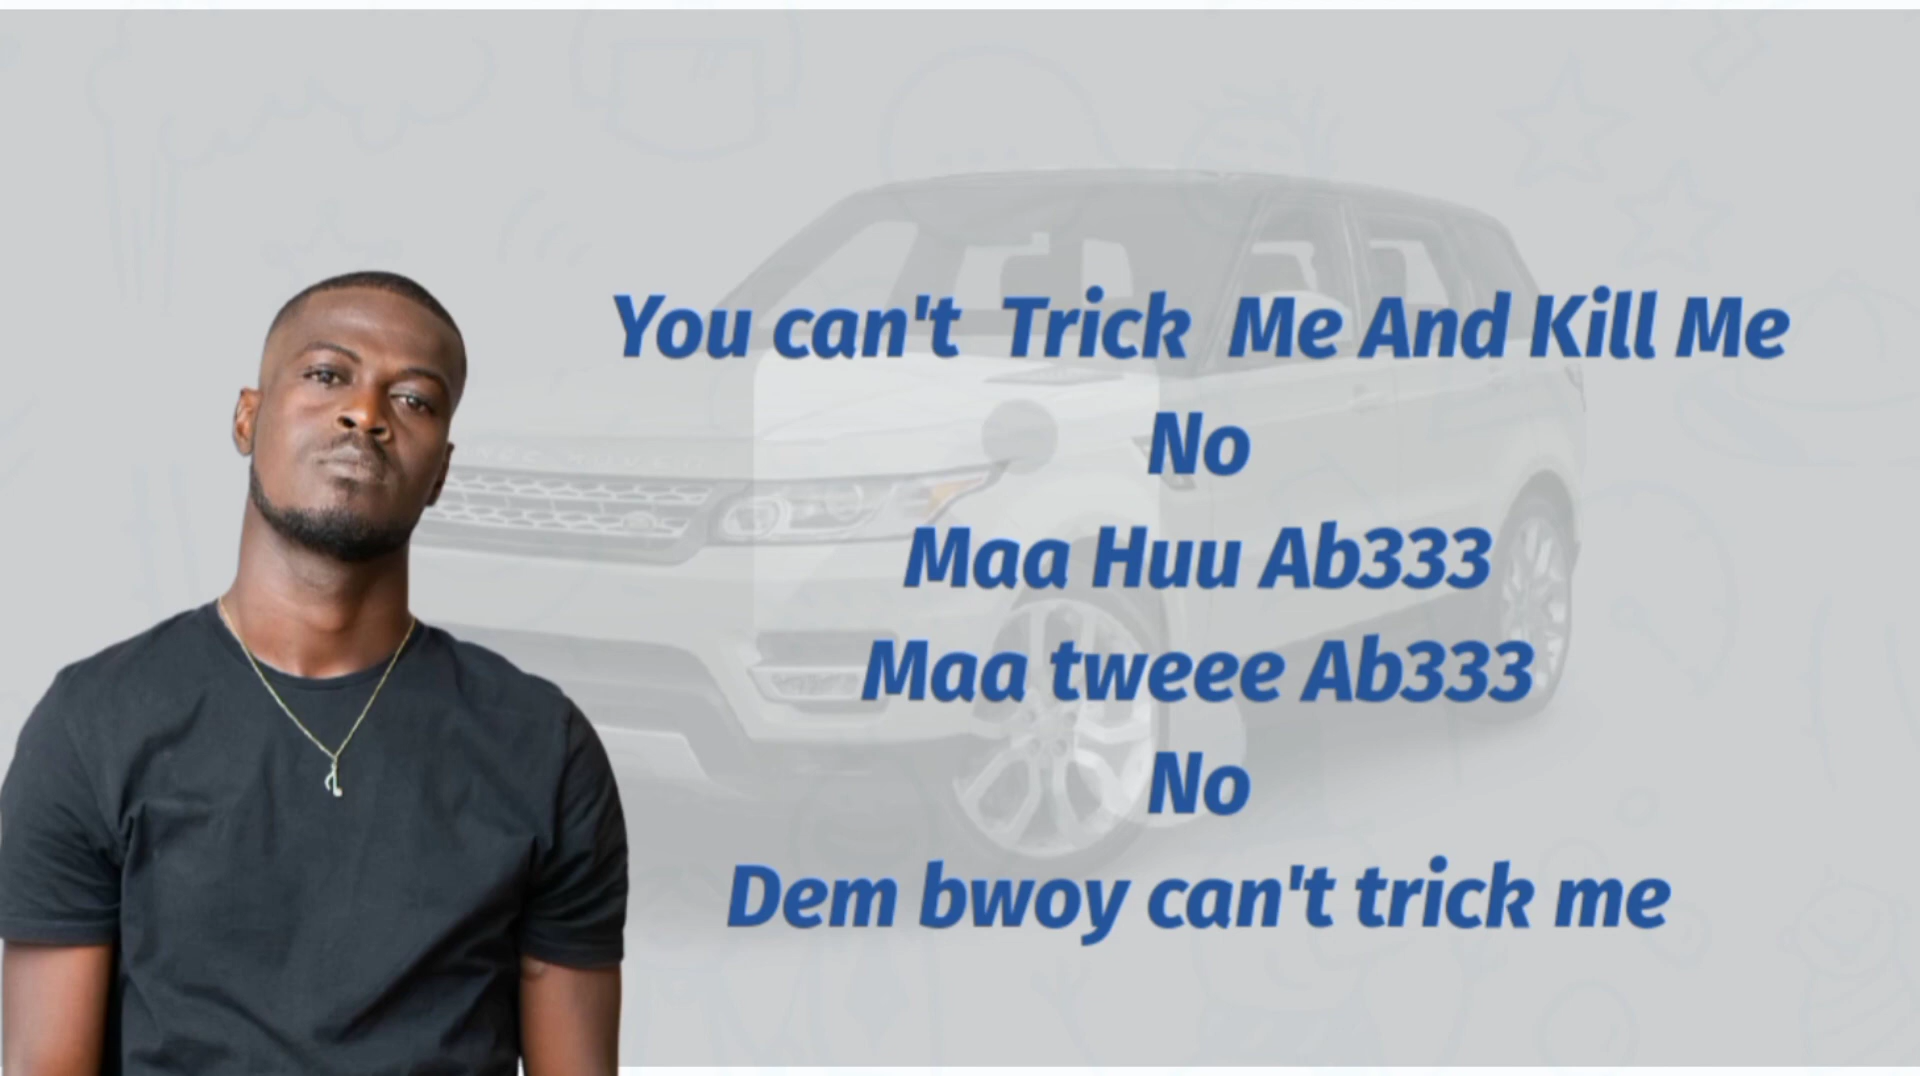 You can't Trick Me And Kill Me
No
Maa Huu Ab333
Maa tweee Ab333
No
Dem bwoy can't trick me